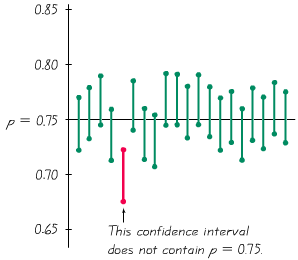 0.85
0.80
p = 0.75
0.70
0.65
This confidence interval
does not contain p = 0.75.